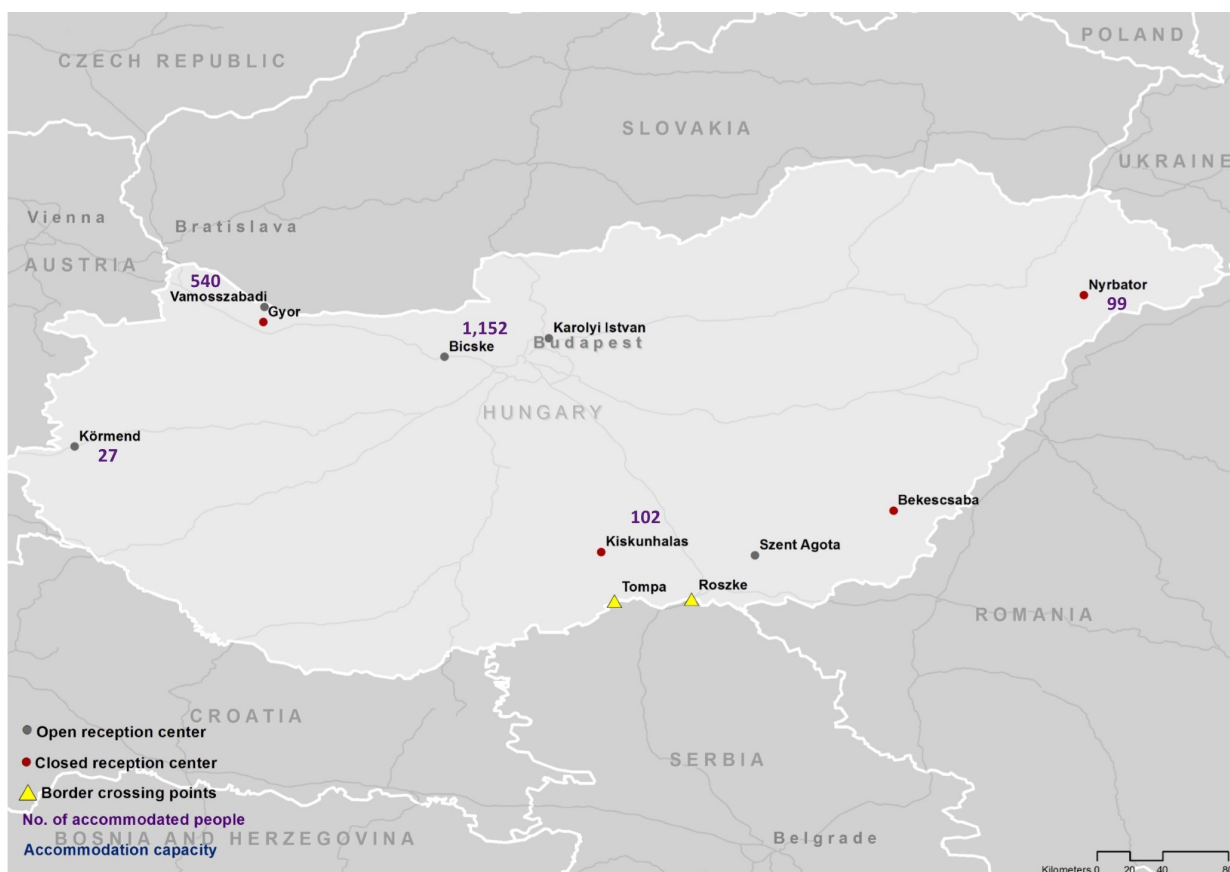 POLAND
CZECH REPUBLIC
SLOVAKIA
UKRAINE
Vienna
Bratislava
AUSTRIA
540
Vamosszabadi
Gyor
Nyrbator
99
1,152
Bicske
Karolyi Istvan
Budapest
HUNGARY
Körmend
27
Bekescsaba
102
Kiskunhalas
Szent Agota
Tompa
Roszke
ROMANIA
CROATIA
SERBIA
Open reception center
Closed reception center
Border crossing points
No. of accommodated people
BOSNIA AND HERZEGOVINA
Accommodation capacity
Belgrade
Kilometers 0 20 40 80